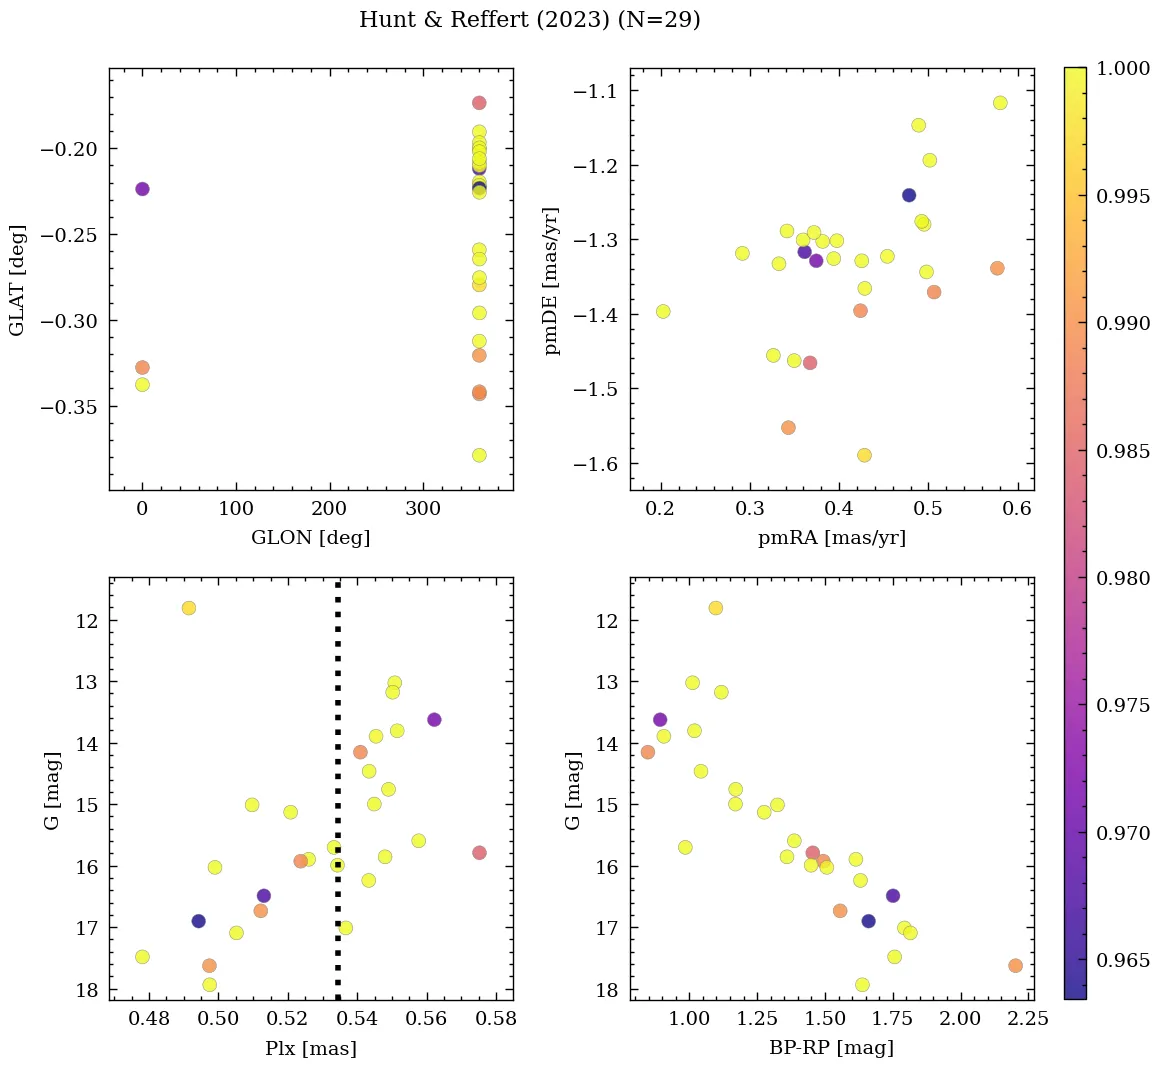 Hunt & Reffert (2023) (N=29)
−0.20
−0.25
−0.30
−0.35
GLAT [deg]
0 100 200 300
GLON [deg]
−1.1
−1.2
−1.3
−1.4
−1.5
−1.6
pmDE [mas/yr]
0.2 0.3 0.4 0.5 0.6
pmRA [mas/yr]
12
13
14
15
16
17
18
G [mag]
0.48 0.50 0.52 0.54 0.56 0.58
Plx [mas]
12
13
14
15
16
17
18
G [mag]
1.00 1.25 1.50 1.75 2.00 2.25
BP-RP [mag]
1.000
0.995
0.990
0.985
0.980
0.975
0.970
0.965